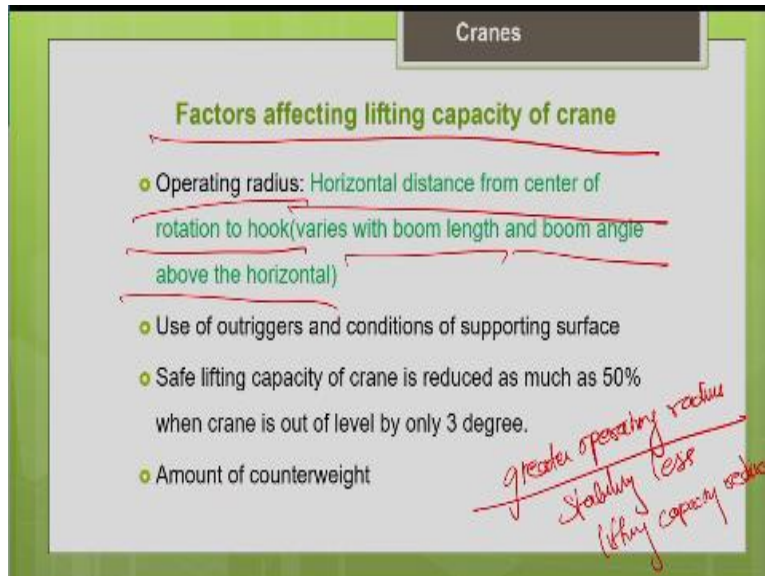 Cranes
Factors affecting lifting capacity of crane
Operating radius: Horizontal distance from center of
rotation to hook(varies with boom length and boom angle
above the horizontal)
Use of outriggers and conditions of supporting surface
Safe lifting capacity of crane is reduced as much as 50%
when crane is out of level by only 3 degree.
Amount of counterweight
greater operating radius
Stability less
lifting capacity